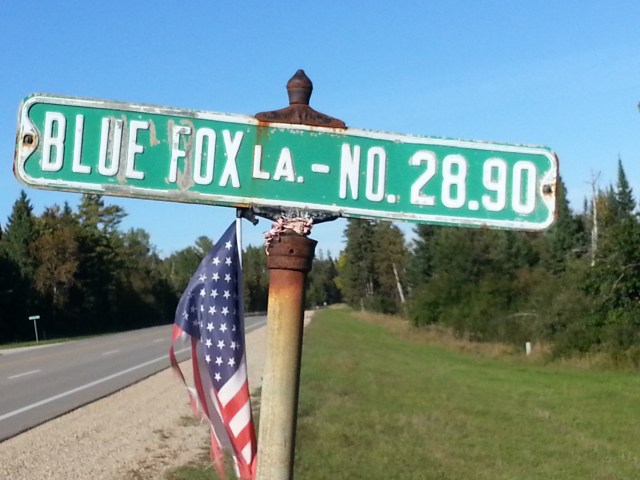 BLUE FOX LA. - NO. 28.90